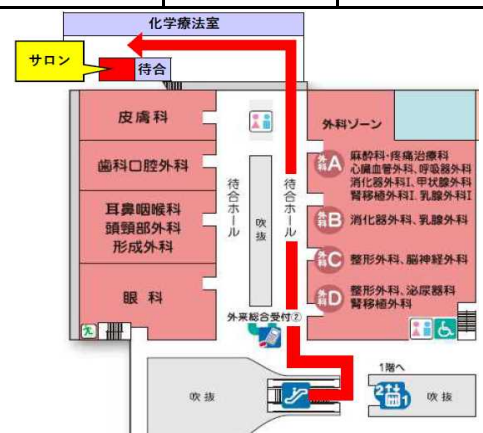 化学療法室
サロン
待合
皮膚科
歯科口腔外科
耳鼻咽喉科
頭頸部外科
形成外科
眼科
待合ホール
吹抜
待合ホール
外来総合受付②
外科ゾーン
外科A
麻酔科・疼痛治療科
心臓血管外科、呼吸器外科
消化器外科I、甲状腺外科
腎移植外科I、乳腺外科I
外科B
消化器外科、乳腺外科
外科C
整形外科、脳神経外科
外科D
整形外科、泌尿器科
腎移植外科
吹抜
1階へ
2
1
吹抜